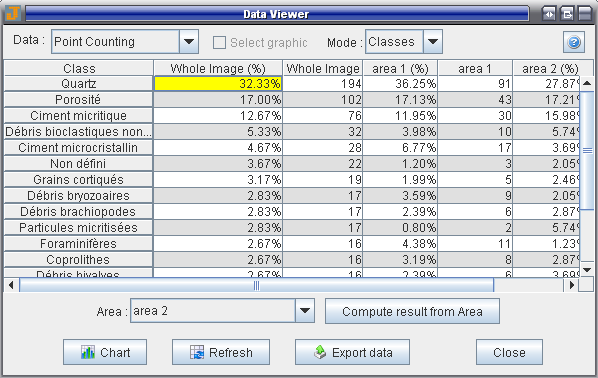 Data Viewer
Data : Point Counting Select graphic Mode : Classes
Class Whole Image (%) Whole Image area 1 (%) area 1 area 2 (%)
Quartz 32.33% 194 36.25% 91 27.87%
Porosité 17.00% 102 17.13% 43 17.21%
Ciment micritique 12.67% 76 11.95% 30 15.98%
Débris bioclastiques non... 5.33% 32 3.98% 10 5.74%
Ciment microcristallin 4.67% 28 6.77% 17 3.69%
Non défini 3.67% 22 1.20% 3 2.05%
Grains cortiqués 3.17% 19 1.99% 5 2.46%
Débris bryozoaires 2.83% 17 3.59% 9 2.05%
Débris brachiopodes 2.83% 17 2.39% 6 2.87%
Particules micritisées 2.83% 17 0.80% 2 5.74%
Foraminifères 2.67% 16 4.38% 11 1.23%
Coprolithes 2.67% 16 3.19% 8 2.87%
Débris bivalves 2.67% 16 2.39% 6 3.69%
Area : area 2 Compute result from Area
Chart Refresh Export data Close